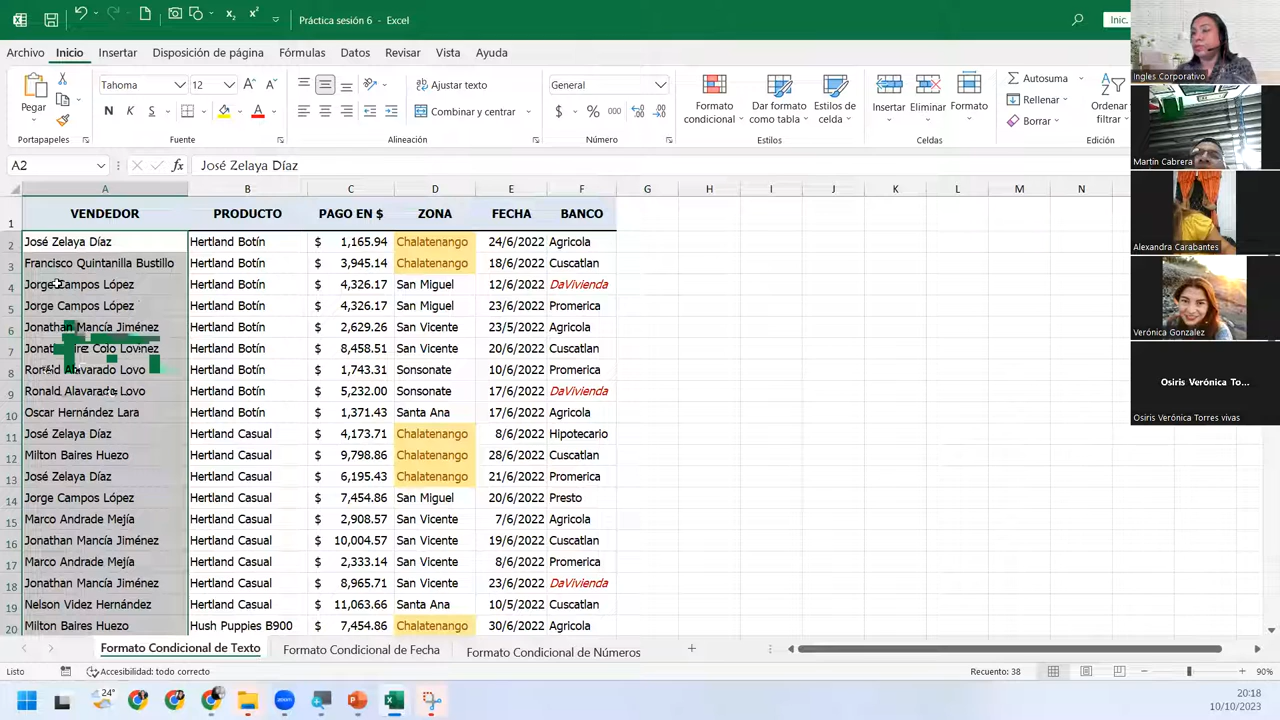 Práctica sesión 6 - Excel
Inic.
Archivo Inicio Insertar Disposición de página Fórmulas Datos Revisar Vista Ayuda
Pegar
Tahoma 12
N K S
Combinar y centrar
General
$ % 000
Formato condicional
Dar formato como tabla
Estilos de celda
Insertar
Eliminar
Formato
Autosuma
Rellenar
Borrar
Ordenar filtrar
Portapapeles Fuente Alineación Número Estilos Celdas Edición
A2 fx José Zelaya Díaz
A B C D E F G H I J K L M N
1 VENDEDOR PRODUCTO PAGO EN $ ZONA FECHA BANCO
2 José Zelaya Díaz Hertland Botín $ 1,165.94 Chalatenango 24/6/2022 Agricola
3 Francisco Quintanilla Bustillo Hertland Botín $ 3,945.14 Chalatenango 18/6/2022 Cuscatlan
4 Jorge Campos López Hertland Botín $ 4,326.17 San Miguel 12/6/2022 DaVivienda
5 Jorge Campos López Hertland Botín $ 4,326.17 San Miguel 10/6/2022 Promerica
6 Jonathan Mancía Jiménez Hertland Botín $ 2,629.26 San Vicente 23/5/2022 Agricola
7 Hertland Botín $ 8,458.51 San Vicente 20/6/2022 Cuscatlan
8 Alvarado Lovo Hertland Botín $ 1,743.31 Sonsonate 10/6/2022 Promerica
9 Ronald Alavarado Lovo Hertland Botín $ 5,232.00 Sonsonate 17/6/2022 DaVivienda
10 Oscar Hernández Lara Hertland Botín $ 1,371.43 Santa Ana 17/6/2022 Agricola
11 José Zelaya Díaz Hertland Casual $ 4,173.71 Chalatenango 8/6/2022 Hipotecario
12 Milton Baires Huezo Hertland Casual $ 9,798.86 Chalatenango 28/6/2022 Cuscatlan
13 José Zelaya Díaz Hertland Casual $ 6,195.43 Chalatenango 21/6/2022 Promerica
14 Jorge Campos López Hertland Casual $ 7,454.86 San Miguel 20/6/2022 Presto
15 Marco Andrade Mejía Hertland Casual $ 2,908.57 San Vicente 7/6/2022 Agricola
16 Jonathan Mancía Jiménez Hertland Casual $ 10,004.57 San Vicente 19/6/2022 Cuscatlan
17 Marco Andrade Mejía Hertland Casual $ 2,333.14 San Vicente 8/6/2022 Promerica
18 Jonathan Mancía Jiménez Hertland Casual $ 8,965.71 San Vicente 23/6/2022 DaVivienda
19 Nelson Videz Hernández Hertland Casual $ 11,063.66 Santa Ana 10/5/2022 Cuscatlan
20 Milton Baires Huezo Hush Puppies B900 $ 7,454.86 Chalatenango 30/6/2022 Agricola
Formato Condicional de Texto Formato Condicional de Fecha Formato Condicional de Números
Listo Accesibilidad: todo correcto Recuento: 38 90%
24°
20:18
10/10/2023
Ingles Corporativo
Martin Cabrera
Alexandra Carabantes
Verónica Gonzalez
Osiris Verónica To...
Osiris Verónica Torres vivas